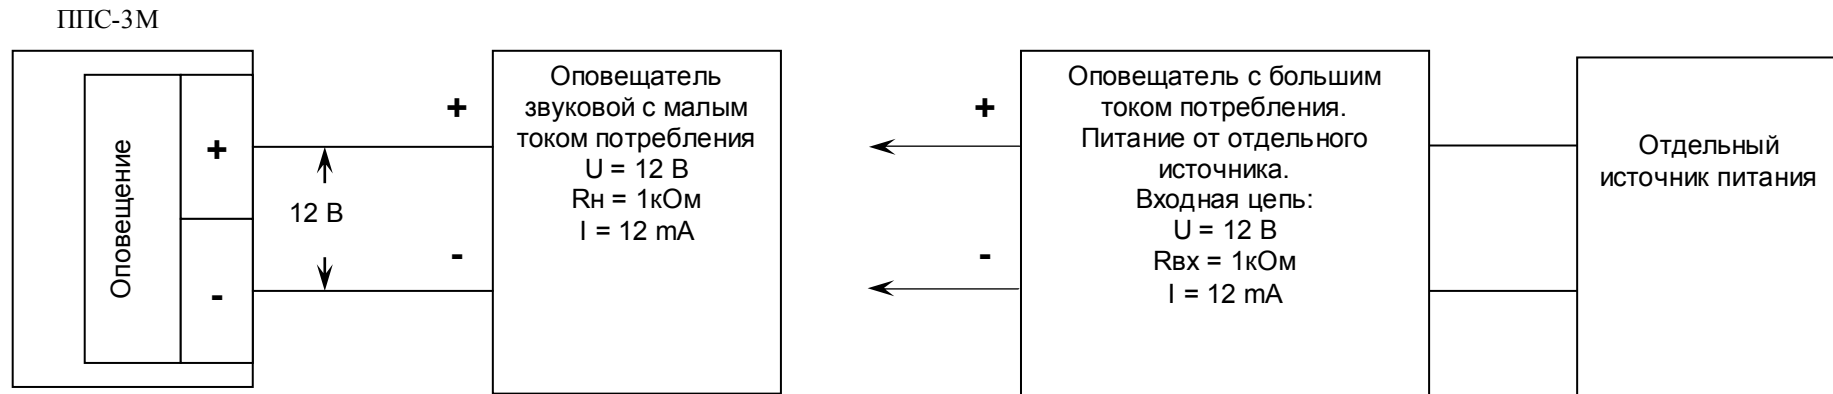 ППС-3М
Оповещение
+
-
12 В
+
-
Оповещатель
звуковой с малым
током потребления
U = 12 В
Rн = 1кОм
I = 12 mA
+
-
Оповещатель с большим
током потребления.
Питание от отдельного
источника.
Входная цепь:
U = 12 В
Rвх = 1кОм
I = 12 mA
Отдельный
источник питания